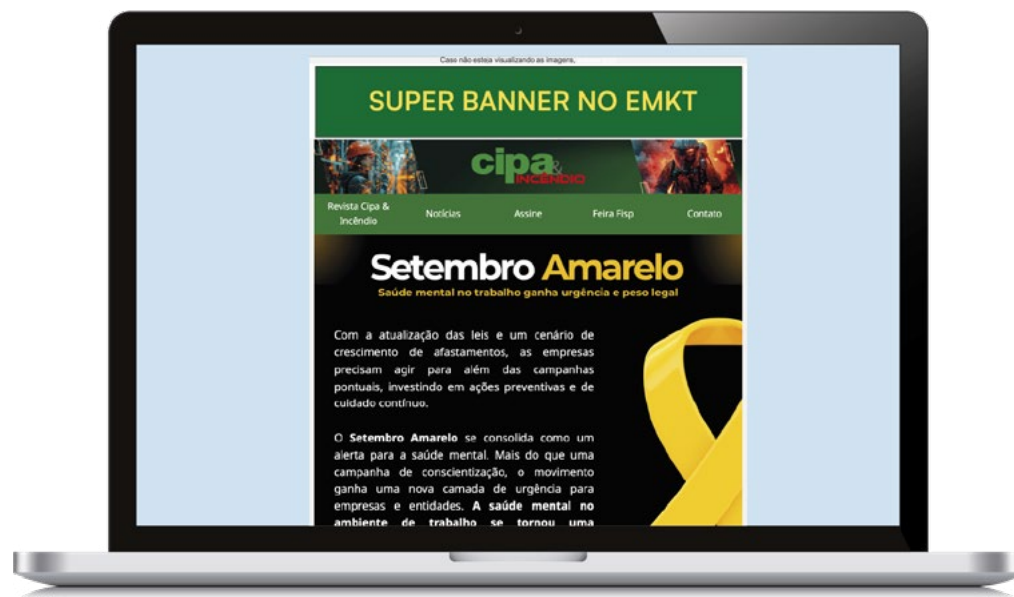 Caso não esteja visualizando as imagens,
SUPER BANNER NO EMKT
cipa&
INCÊNDIO
Revista Cipa &
Incêndio
Notícias
Assine
Feira Fisp
Contato
Setembro Amarelo
Saúde mental no trabalho ganha urgência e peso legal
Com a atualização das leis e um cenário de
crescimento de afastamentos, as empresas
precisam agir para além das campanhas
pontuais, investindo em ações preventivas e de
cuidado contínuo.
O Setembro Amarelo se consolida como um
alerta para a saúde mental. Mais do que uma
campanha de conscientização, o movimento
ganha uma nova camada de urgência para
empresas e entidades. A saúde mental no
ambiente de trabalho se tornou uma